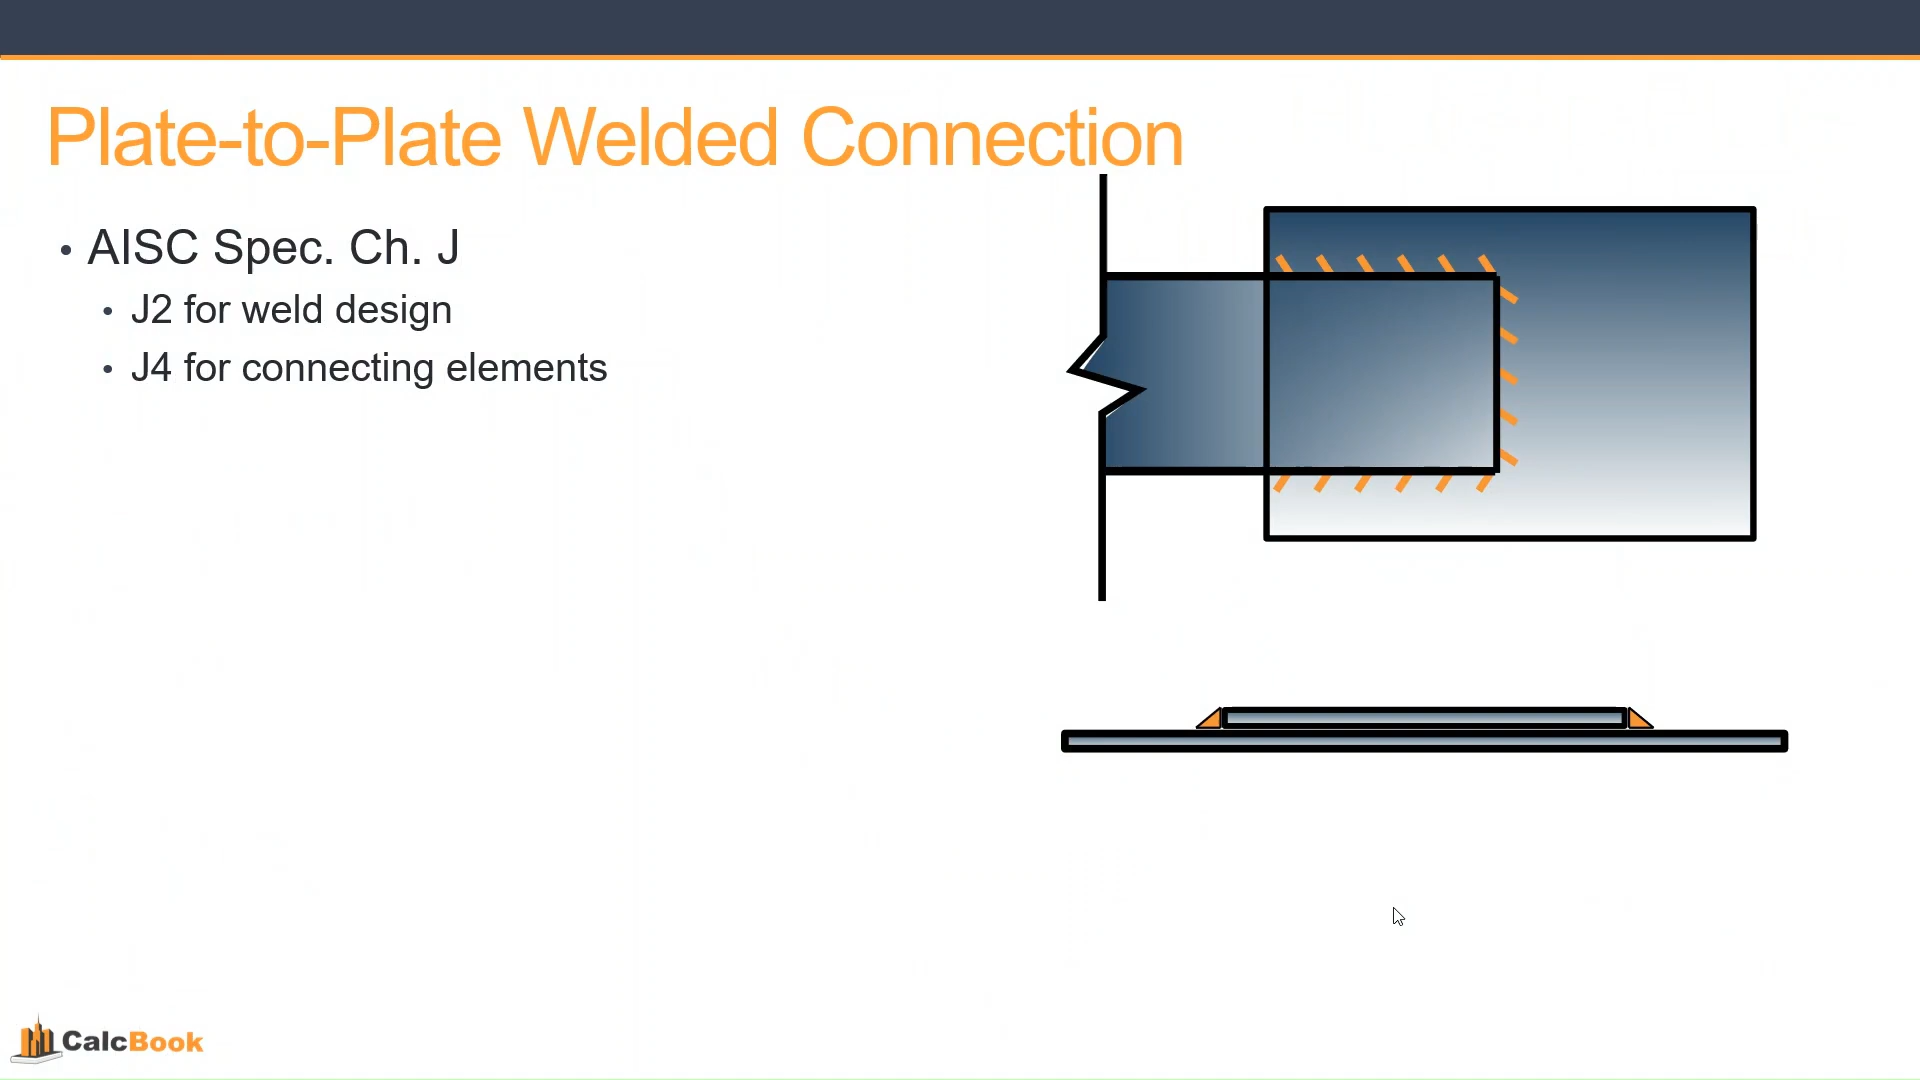 Plate-to-Plate Welded Connection
• AISC Spec. Ch. J
• J2 for weld design
• J4 for connecting elements
CalcBook